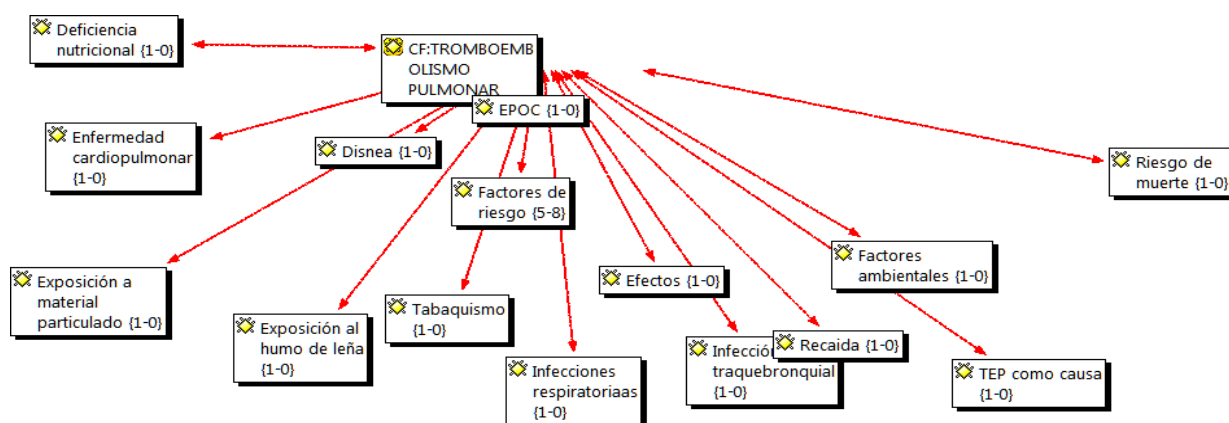 Deficiencia
nutricional {1-0}
CF:TROMBOEMB
OLISMO
PULMONAR
EPOC {1-0}
Enfermedad
cardiopulmonar
{1-0}
Disnea {1-0}
Riesgo de
muerte {1-0}
Factores de
riesgo {5-8}
Factores
ambientales {1-0}
Exposición a
material
particulado {1-0}
Efectos {1-0}
Tabaquismo
{1-0}
Exposición al
humo de leña
{1-0}
Infección
traquebronquial
{1-0}
Recaida {1-0}
Infecciones
respiratoriaas
{1-0}
TEP como causa
{1-0}